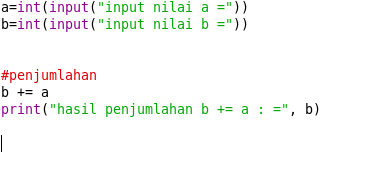 a=int(input("input nilai a ="))
b=int(input("input nilai b ="))
#penjumlahan
b += a
print("hasil penjumlahan b += a : =", b)